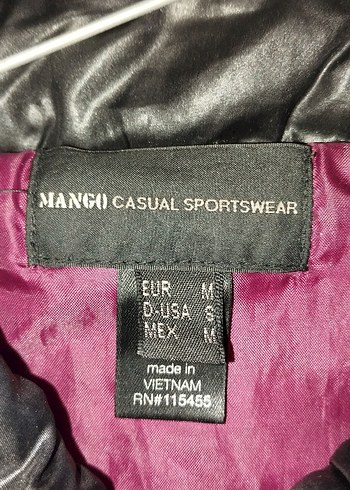 MANGO CASUAL SPORTSWEAR
EUR M
D-USA S
MEX M
made in
VIETNAM
RN#115455